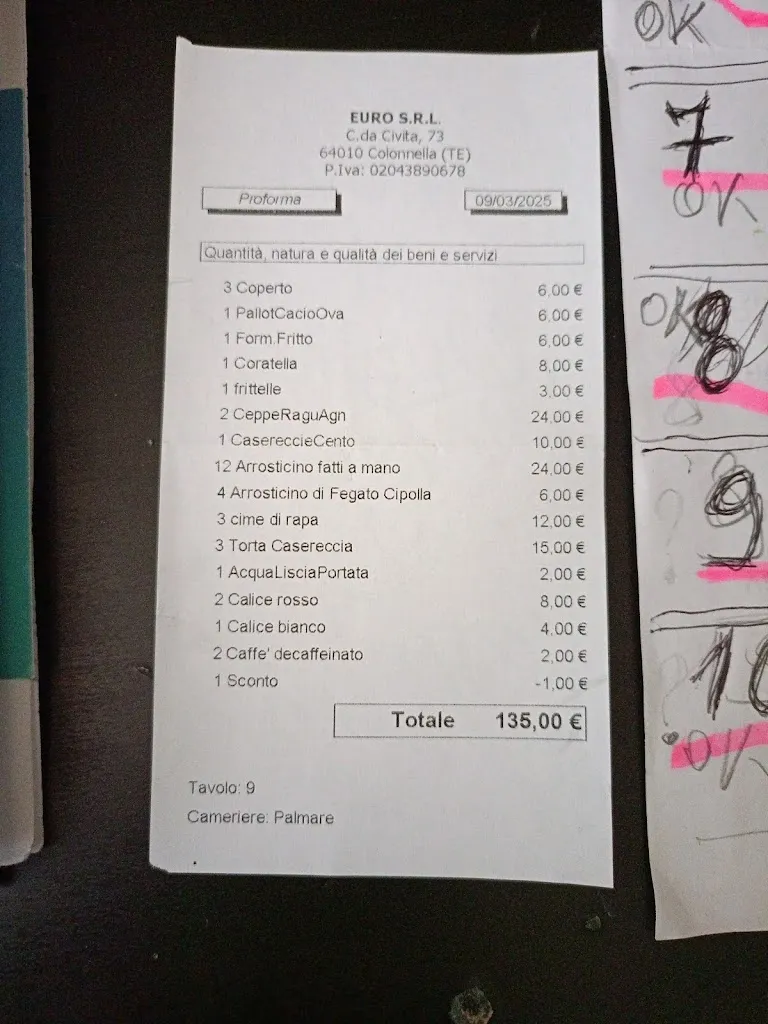 EURO S.R.L.
C.da Civita, 73
64010 Colonnella (TE)
P.Iva: 02043890678
Proforma 09/03/2025
Quantità, natura e qualità dei beni e servizi
3 Coperto 6,00 €
1 PallotCacioOva 6,00 €
1 Form.Fritto 6,00 €
1 Coratella 8,00 €
1 frittelle 3,00 €
2 CeppeRaguAgn 24,00 €
1 CasereccieCento 10,00 €
12 Arrosticino fatti a mano 24,00 €
4 Arrosticino di Fegato Cipolla 6,00 €
3 cime di rapa 12,00 €
3 Torta Casereccia 15,00 €
1 AcquaLisciaPortata 2,00 €
2 Calice rosso 8,00 €
1 Calice bianco 4,00 €
2 Caffe' decaffeinato 2,00 €
1 Sconto -1,00 €
Totale 135,00 €
Tavolo: 9
Cameriere: Palmare
OK
7
OK
OK 8
9
10
OK